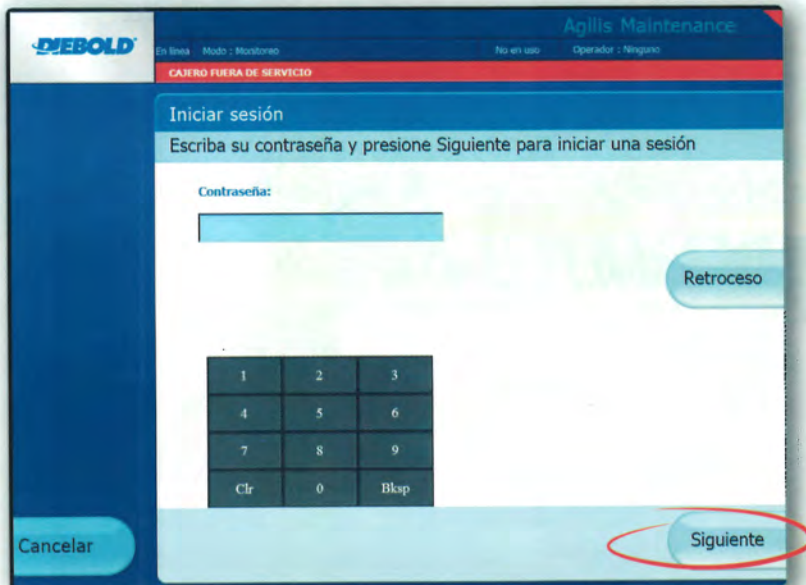 DIEBOLD
Agilis Maintenance
En línea Modo : Monitoreo No en uso Operador : Ninguno
CAJERO FUERA DE SERVICIO
Iniciar sesión
Escriba su contraseña y presione Siguiente para iniciar una sesión
Contraseña:
Retroceso
1 2 3
4 5 6
7 8 9
Clr 0 Bksp
Cancelar
Siguiente